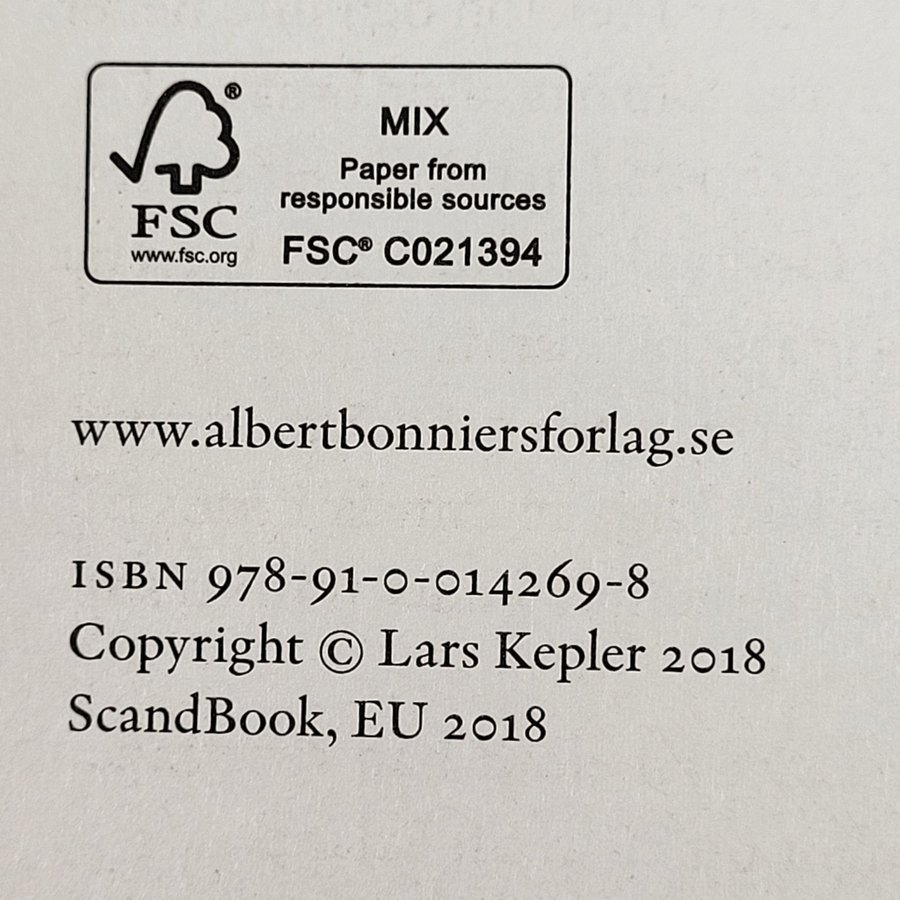 MIX
Paper from
responsible sources
FSC® C021394
®
FSC
www.fsc.org
www.albertbonniersforlag.se
ISBN 978-91-0-014269-8
Copyright © Lars Kepler 2018
ScandBook, EU 2018